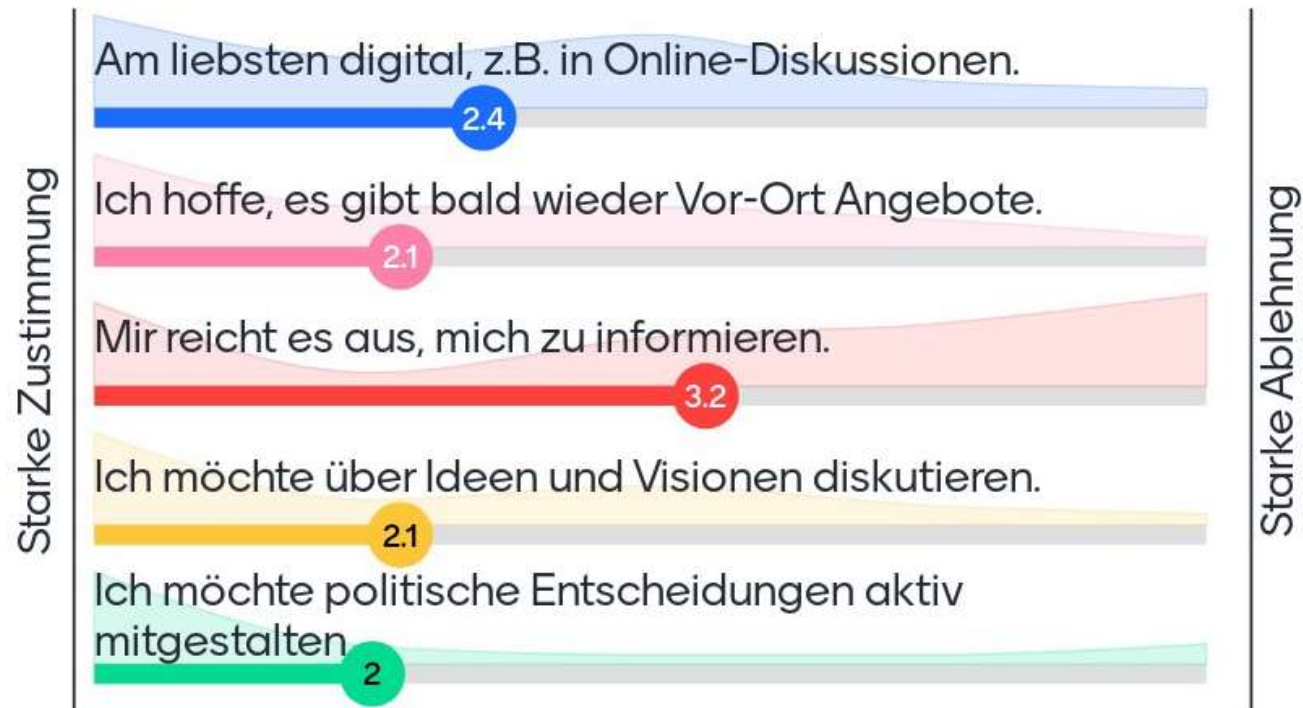 Starke Zustimmung
Am liebsten digital, z.B. in Online-Diskussionen.
2.4
Ich hoffe, es gibt bald wieder Vor-Ort Angebote.
2.1
Mir reicht es aus, mich zu informieren.
3.2
Ich möchte über Ideen und Visionen diskutieren.
2.1
Ich möchte politische Entscheidungen aktiv
mitgestalten
2
Starke Ablehnung